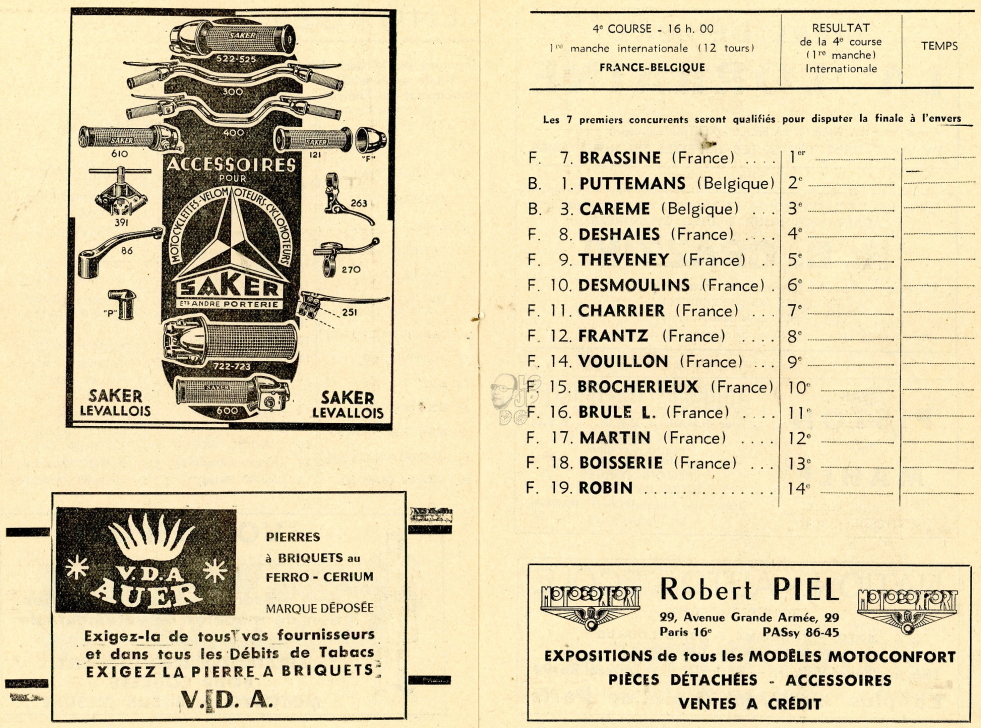 SAKER
522-525
300
400
SAKER
610
SAKER
121
"F"
ACCESSOIRES
POUR
MOTOCYCLETTES-VELOMOTEURS-CYCLOMOTEURS
391
263
86
270
SAKER
ETS ANDRE PORTERIE
"P"
251
722-723
SAKER
600
SAKER
LEVALLOIS
SAKER
LEVALLOIS
V.D.A
AUER
PIERRES
à BRIQUETS au
FERRO - CERIUM
MARQUE DÉPOSÉE
Exigez-la de tous vos fournisseurs
et dans tous les Débits de Tabacs
EXIGEZ LA PIERRE A BRIQUETS
V.D. A.
4e COURSE - 16 h. 00
1re manche internationale (12 tours)
FRANCE-BELGIQUE
RESULTAT
de la 4e course
(1re manche)
Internationale
TEMPS
Les 7 premiers concurrents seront qualifiés pour disputer la finale à l'envers
F. 7. BRASSINE (France) .... 1er
B. 1. PUTTEMANS (Belgique) 2e
B. 3. CAREME (Belgique) ... 3e
F. 8. DESHAIES (France) .... 4e
F. 9. THEVENEY (France) ... 5e
F. 10. DESMOULINS (France) . 6e
F. 11. CHARRIER (France) ... 7e
F. 12. FRANTZ (France) .... 8e
F. 14. VOUILLON (France) ... 9e
F. 15. BROCHERIEUX (France) 10e
F. 16. BRULE L. (France) ... 11e
F. 17. MARTIN (France) .... 12e
F. 18. BOISSERIE (France) ... 13e
F. 19. ROBIN ............. 14e
MOTOCONFORT
Robert PIEL
MOTOCONFORT
29, Avenue Grande Armée, 29
Paris 16e PASsy 86-45
EXPOSITIONS de tous les MODÈLES MOTOCONFORT
PIÈCES DÉTACHÉES - ACCESSOIRES
VENTES A CRÉDIT